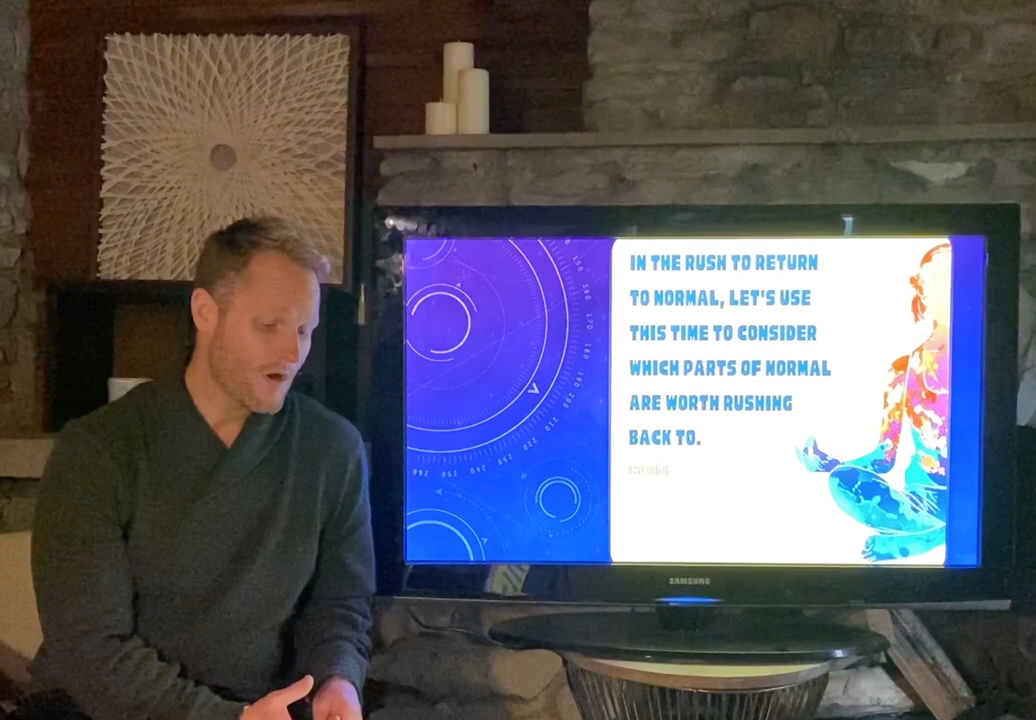 IN THE RUSH TO RETURN
TO NORMAL, LET'S USE
THIS TIME TO CONSIDER
WHICH PARTS OF NORMAL
ARE WORTH RUSHING
BACK TO.
SAMSUNG